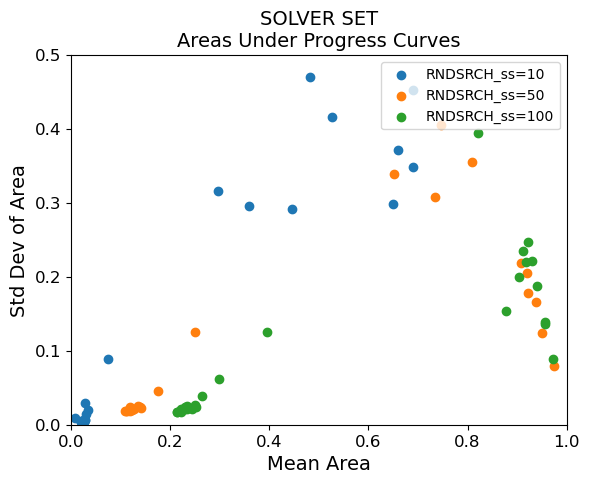 SOLVER SET
Areas Under Progress Curves
RNDSRCH_ss=10
RNDSRCH_ss=50
RNDSRCH_ss=100
Std Dev of Area
0.5
0.4
0.3
0.2
0.1
0.0
0.0 0.2 0.4 0.6 0.8 1.0
Mean Area